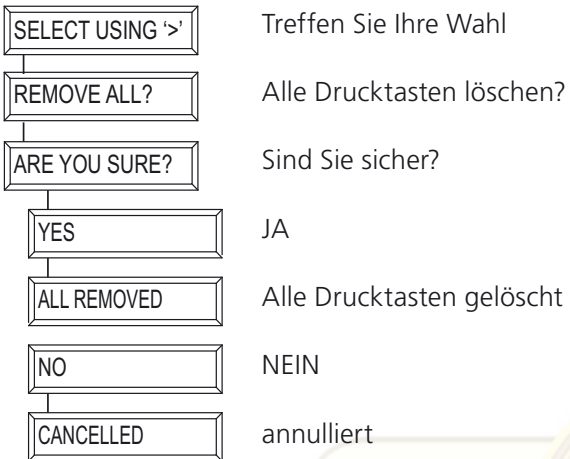 SELECT USING ‘>’ Treffen Sie Ihre Wahl
REMOVE ALL? Alle Drucktasten löschen?
ARE YOU SURE? Sind Sie sicher?
YES JA
ALL REMOVED Alle Drucktasten gelöscht
NO NEIN
CANCELLED annulliert